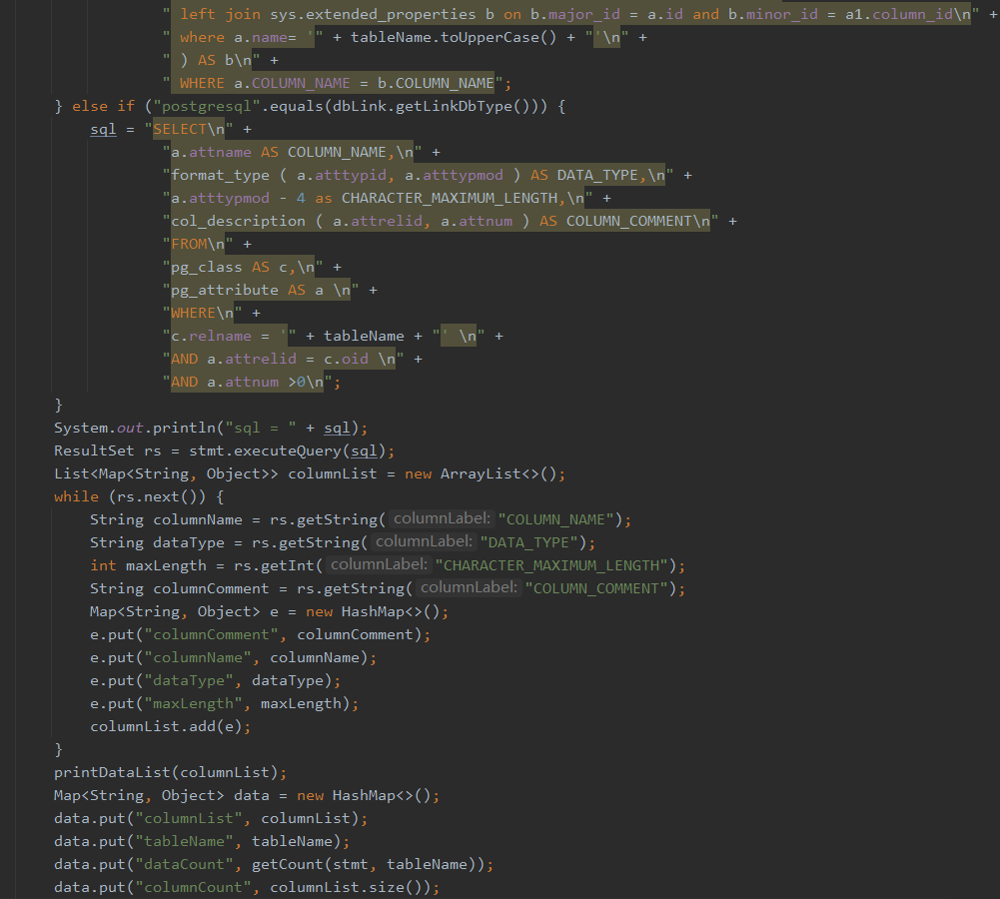 " left join sys.extended_properties b on b.major_id = a.id and b.minor_id = a1.column_id\n" +
" where a.name= '" + tableName.toUpperCase() + "'\n" +
" ) AS b\n" +
" WHERE a.COLUMN_NAME = b.COLUMN_NAME";
} else if ("postgresql".equals(dbLink.getLinkDbType())) {
sql = "SELECT\n" +
"a.attname AS COLUMN_NAME,\n" +
"format_type ( a.atttypid, a.atttypmod ) AS DATA_TYPE,\n" +
"a.atttypmod - 4 as CHARACTER_MAXIMUM_LENGTH,\n" +
"col_description ( a.attrelid, a.attnum ) AS COLUMN_COMMENT\n" +
"FROM\n" +
"pg_class AS c,\n" +
"pg_attribute AS a \n" +
"WHERE\n" +
"c.relname = '" + tableName + "' \n" +
"AND a.attrelid = c.oid \n" +
"AND a.attnum >0\n";
}
System.out.println("sql = " + sql);
ResultSet rs = stmt.executeQuery(sql);
List<Map<String, Object>> columnList = new ArrayList<>();
while (rs.next()) {
String columnName = rs.getString( columnLabel: "COLUMN_NAME");
String dataType = rs.getString( columnLabel: "DATA_TYPE");
int maxLength = rs.getInt( columnLabel: "CHARACTER_MAXIMUM_LENGTH");
String columnComment = rs.getString( columnLabel: "COLUMN_COMMENT");
Map<String, Object> e = new HashMap<>();
e.put("columnComment", columnComment);
e.put("columnName", columnName);
e.put("dataType", dataType);
e.put("maxLength", maxLength);
columnList.add(e);
}
printDataList(columnList);
Map<String, Object> data = new HashMap<>();
data.put("columnList", columnList);
data.put("tableName", tableName);
data.put("dataCount", getCount(stmt, tableName));
data.put("columnCount", columnList.size());